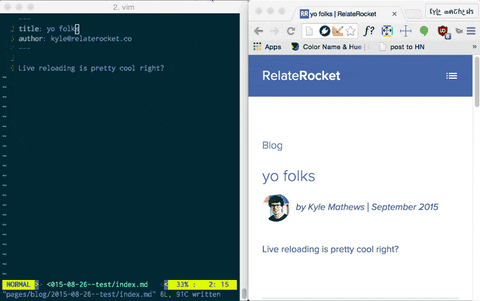 2. vim
---
title: yo folks
author: kyle@relaterocket.co
---
Live reloading is pretty cool right?
NORMAL <015-08-26--test/index.md 33% : 2: 15
"pages/blog/2015-08-26--test/index.md" 6L, 91C written
RR yo folks | RelateRocket
f?
Apps Color Names & Hue | post to HN
RelateRocket
Blog
yo folks
by Kyle Mathews | September 2015
Live reloading is pretty cool right?